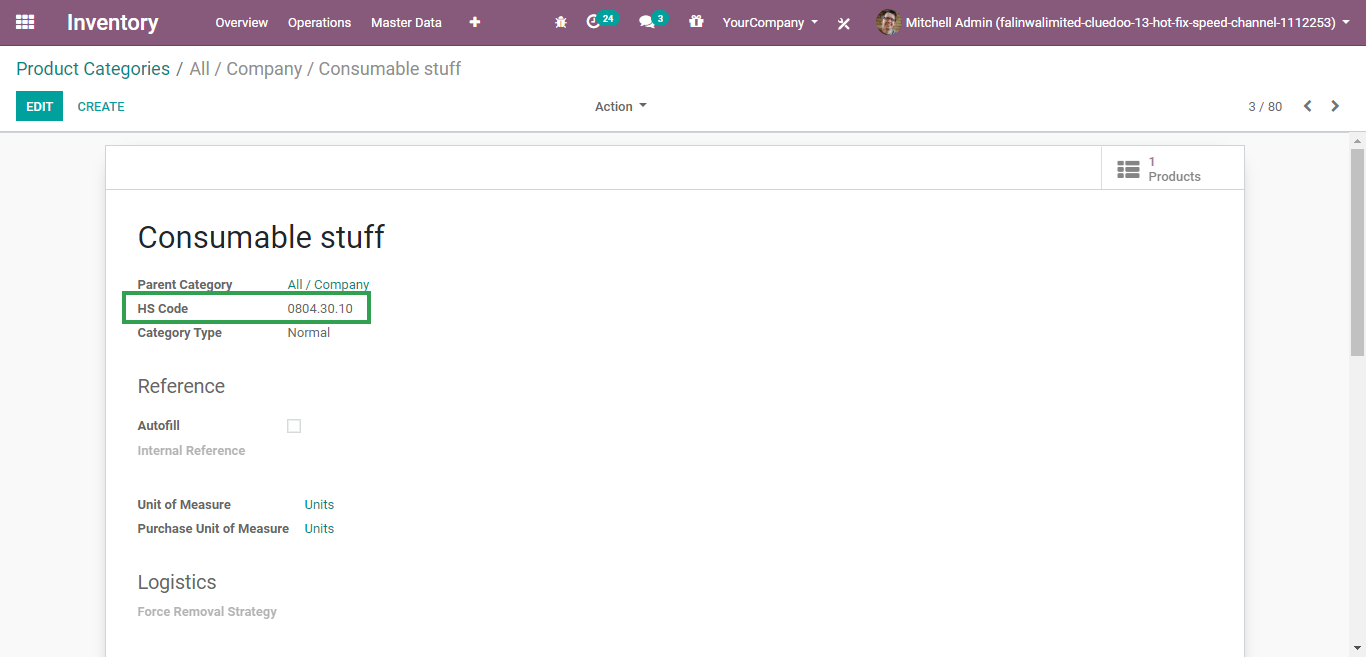 Inventory Overview Operations Master Data 24 3 YourCompany Mitchell Admin (falinwalimited-cluedoo-13-hot-fix-speed-channel-1112253)
Product Categories / All / Company / Consumable stuff
EDIT CREATE Action 3 / 80
1
Products
Consumable stuff
Parent Category All / Company
HS Code 0804.30.10
Category Type Normal
Reference
Autofill
Internal Reference
Unit of Measure Units
Purchase Unit of Measure Units
Logistics
Force Removal Strategy